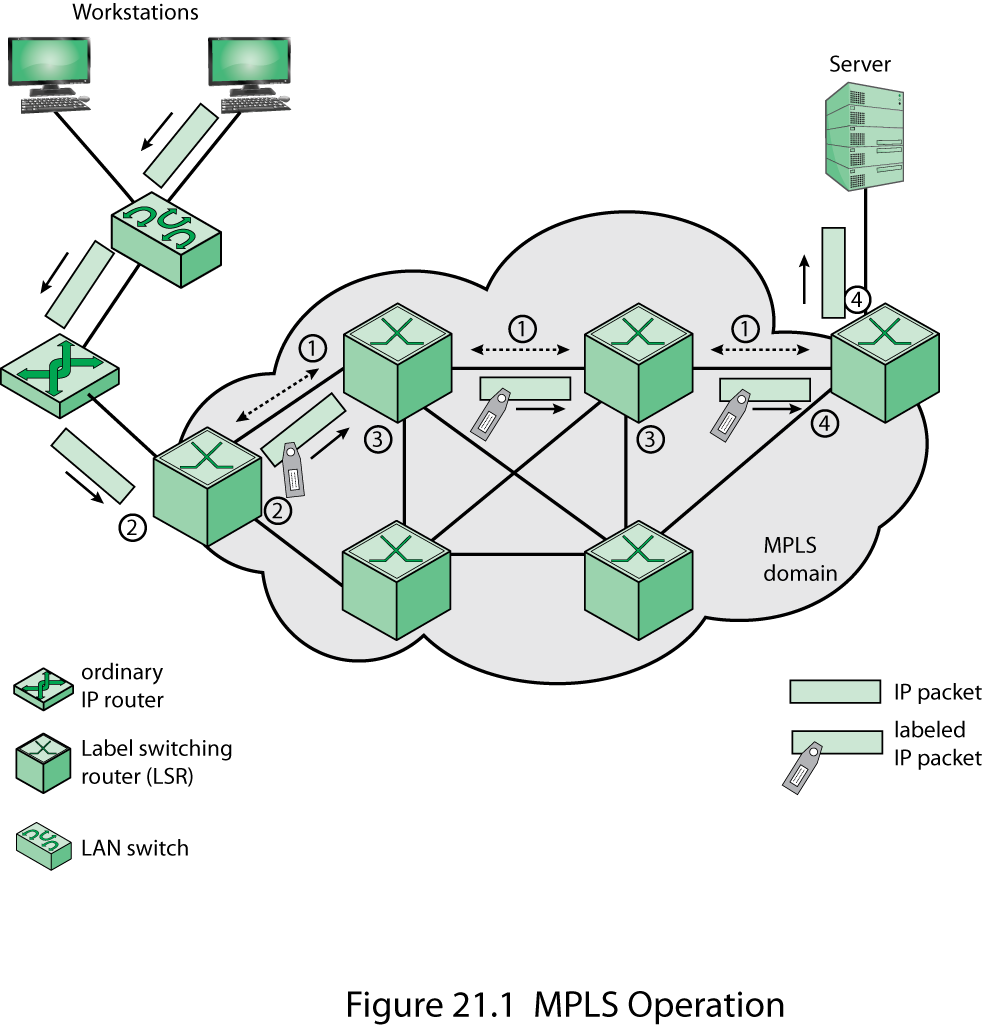 Workstations
Server
1
1
1
4
3
3
4
2
2
MPLS
domain
ordinary
IP router
Label switching
router (LSR)
LAN switch
IP packet
labeled
IP packet
Figure 21.1 MPLS Operation